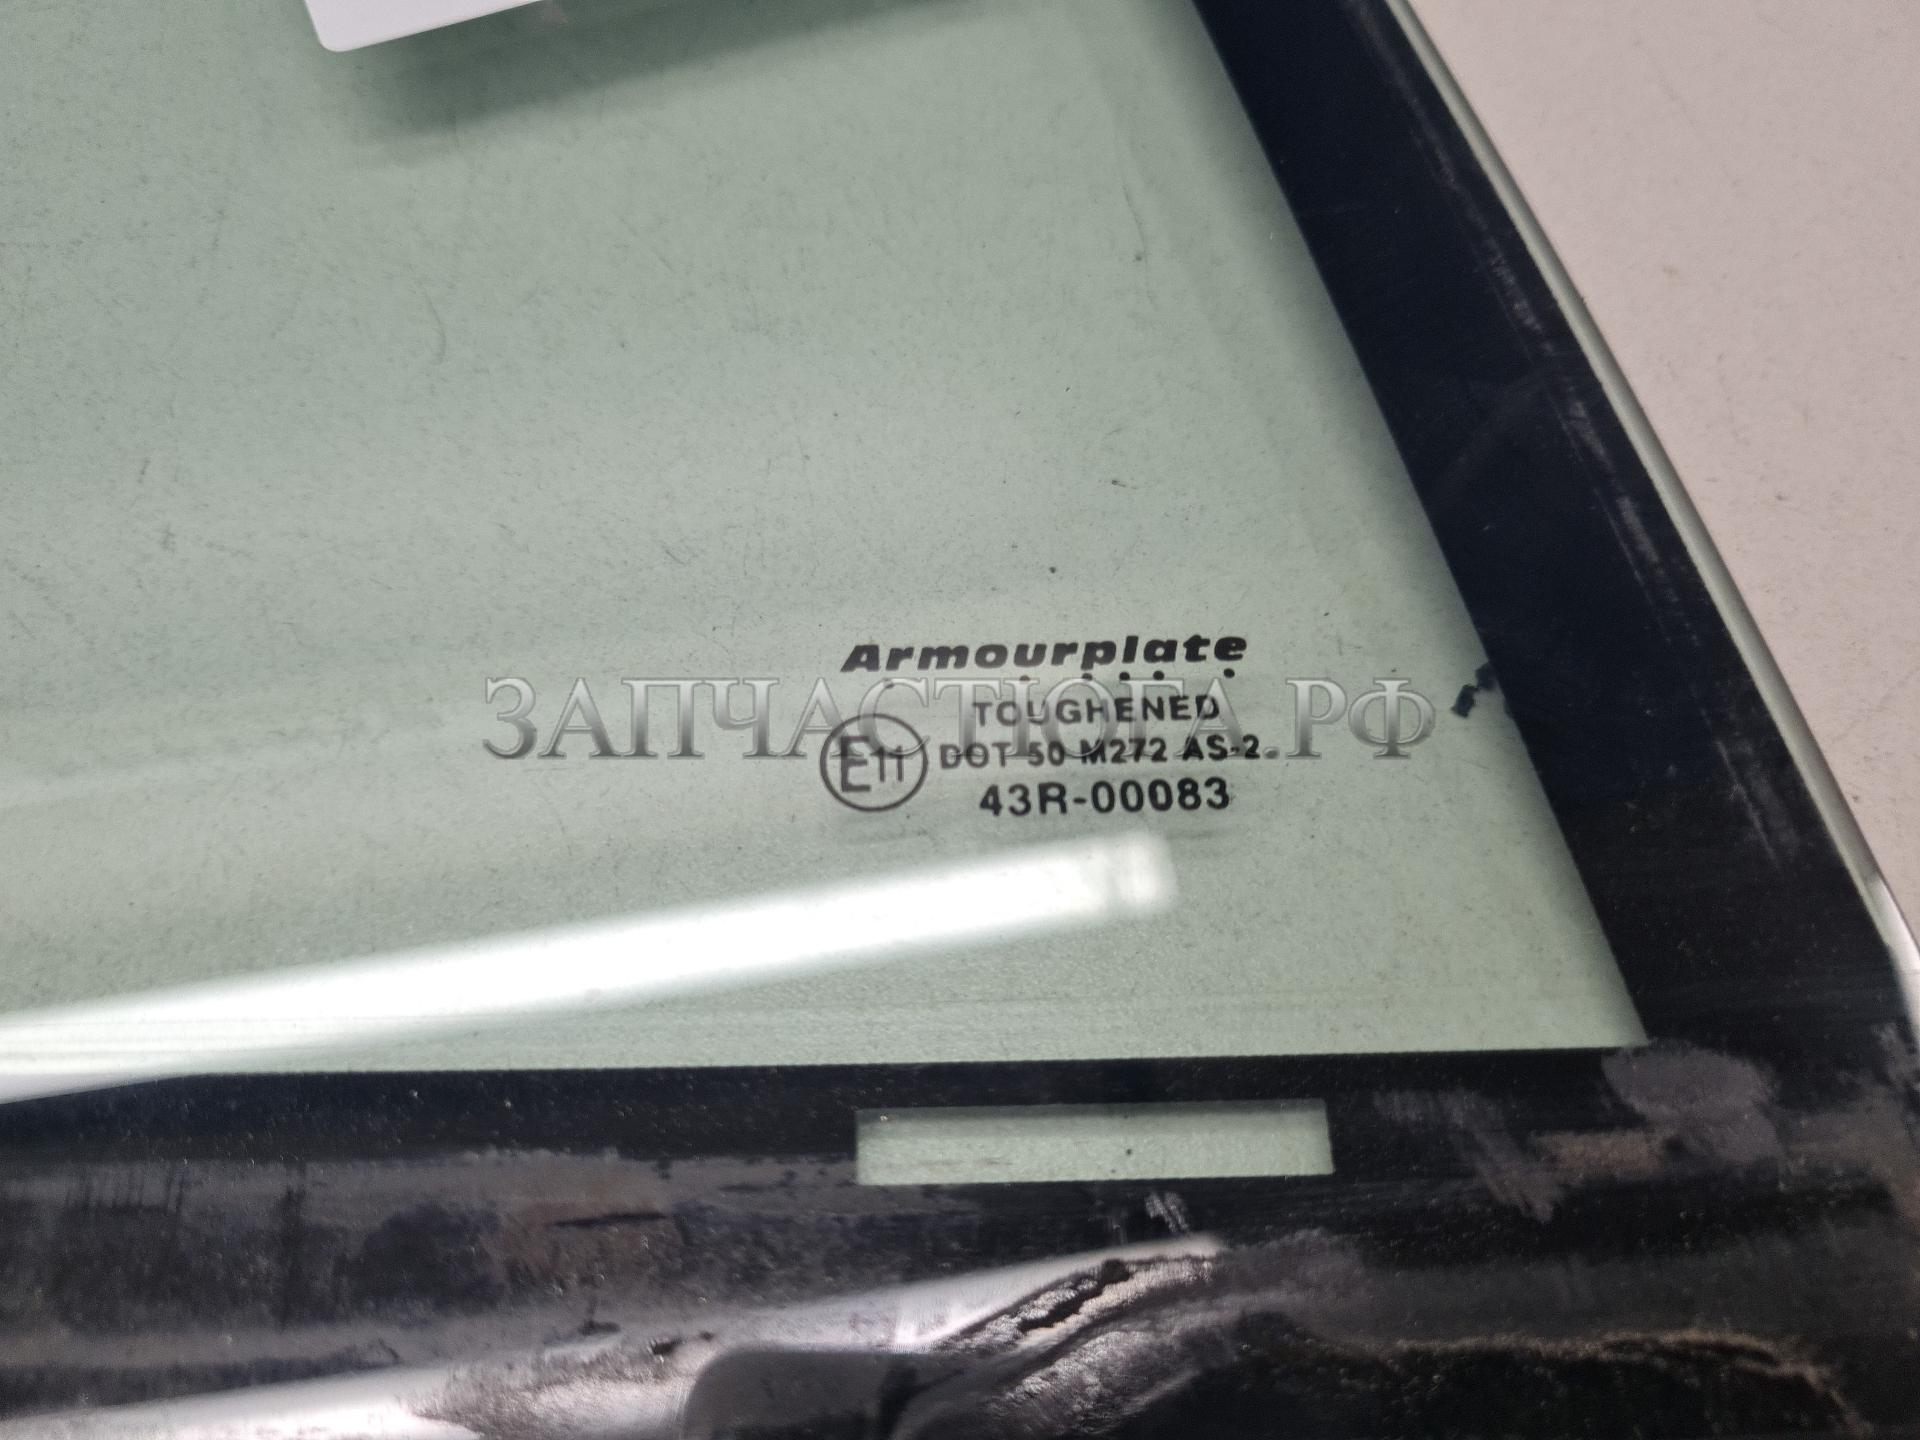 Armourplate
ЗАПЧАСТЮГА.РФ
TOUGHENED
E11 DOT 50 M272 AS-2
43R-00083